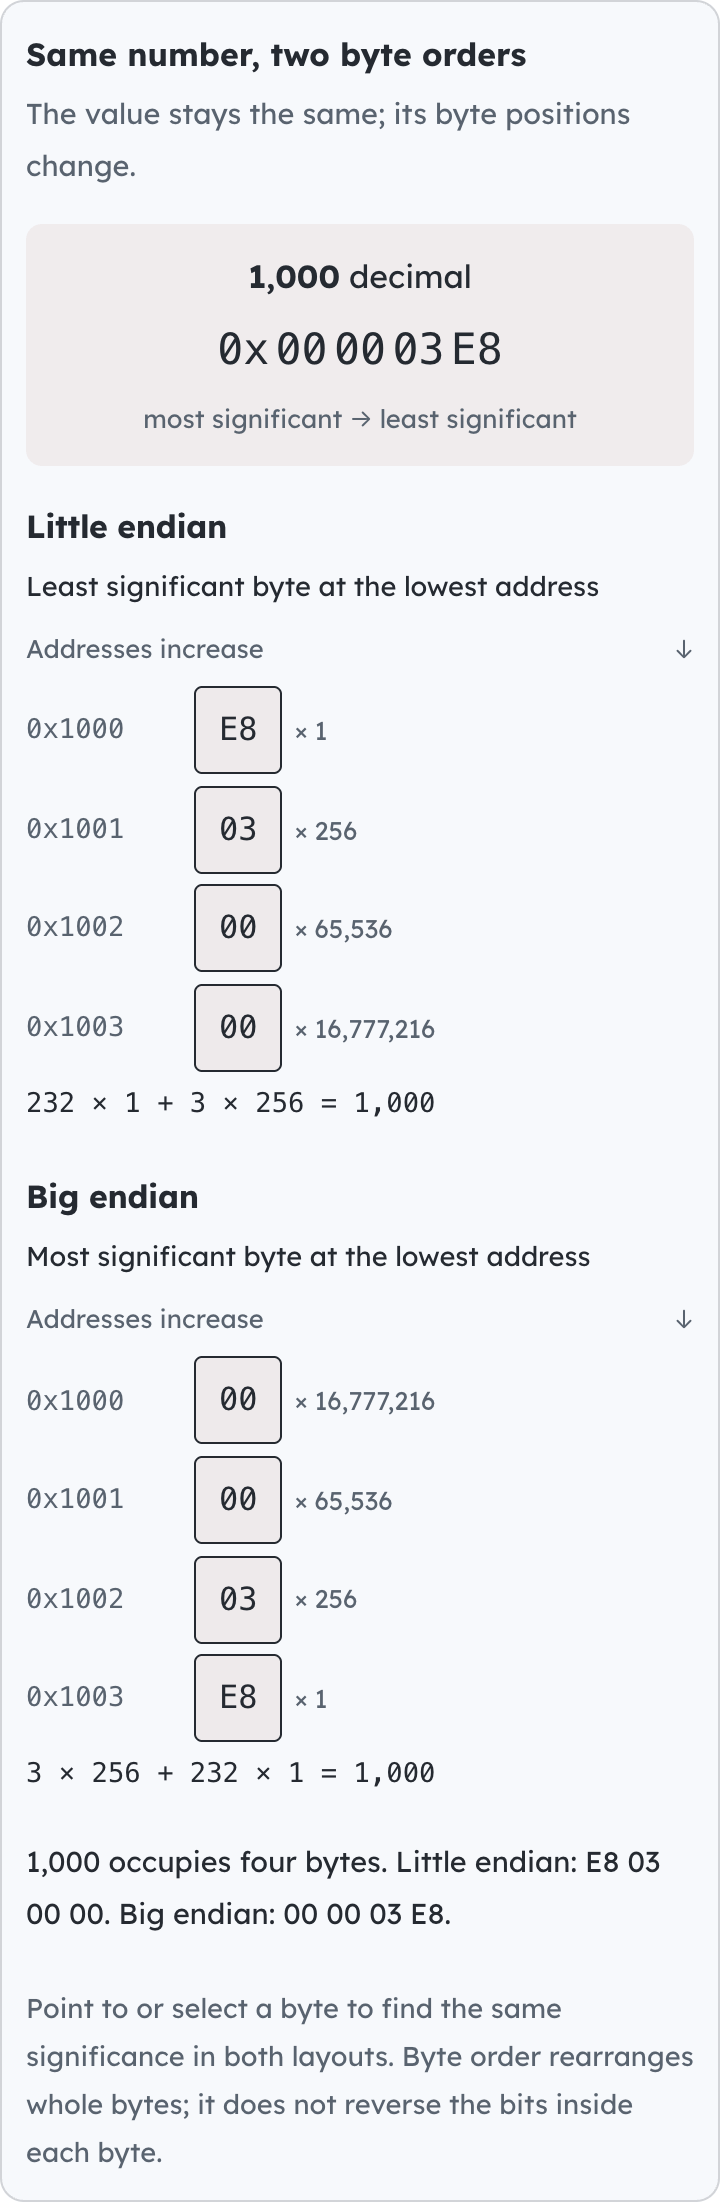 Same number, two byte orders
The value stays the same; its byte positions
change.
1,000 decimal
0x 00 00 03 E8
most significant → least significant
Little endian
Least significant byte at the lowest address
Addresses increase ↓
0x1000 E8 × 1
0x1001 03 × 256
0x1002 00 × 65,536
0x1003 00 × 16,777,216
232 × 1 + 3 × 256 = 1,000
Big endian
Most significant byte at the lowest address
Addresses increase ↓
0x1000 00 × 16,777,216
0x1001 00 × 65,536
0x1002 03 × 256
0x1003 E8 × 1
3 × 256 + 232 × 1 = 1,000
1,000 occupies four bytes. Little endian: E8 03
00 00. Big endian: 00 00 03 E8.
Point to or select a byte to find the same
significance in both layouts. Byte order rearranges
whole bytes; it does not reverse the bits inside
each byte.